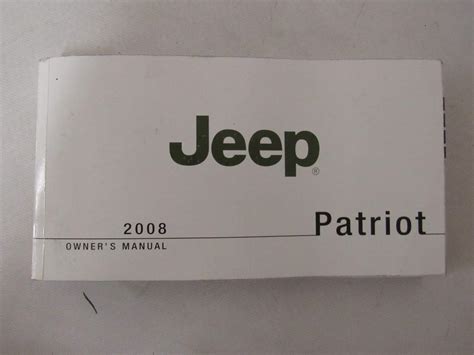 Jeep®
2008 Patriot
OWNER'S MANUAL